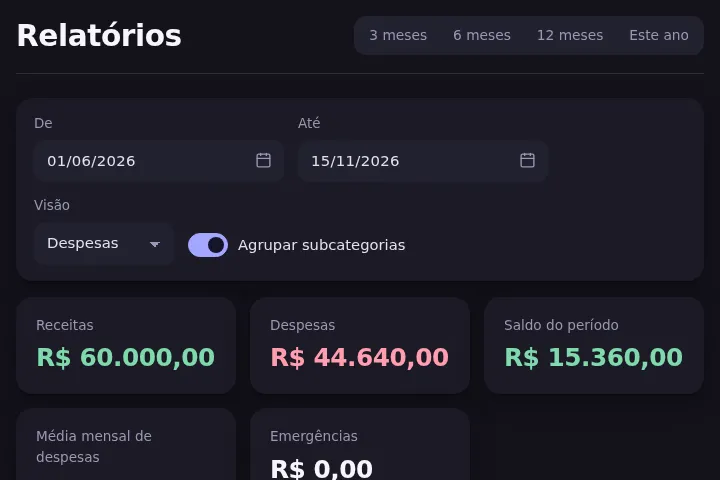 Relatórios
3 meses 6 meses 12 meses Este ano
De Até
01/06/2026 15/11/2026
Visão
Despesas Agrupar subcategorias
Receitas Despesas Saldo do período
R$ 60.000,00 R$ 44.640,00 R$ 15.360,00
Média mensal de despesas
Emergências
R$ 0,00